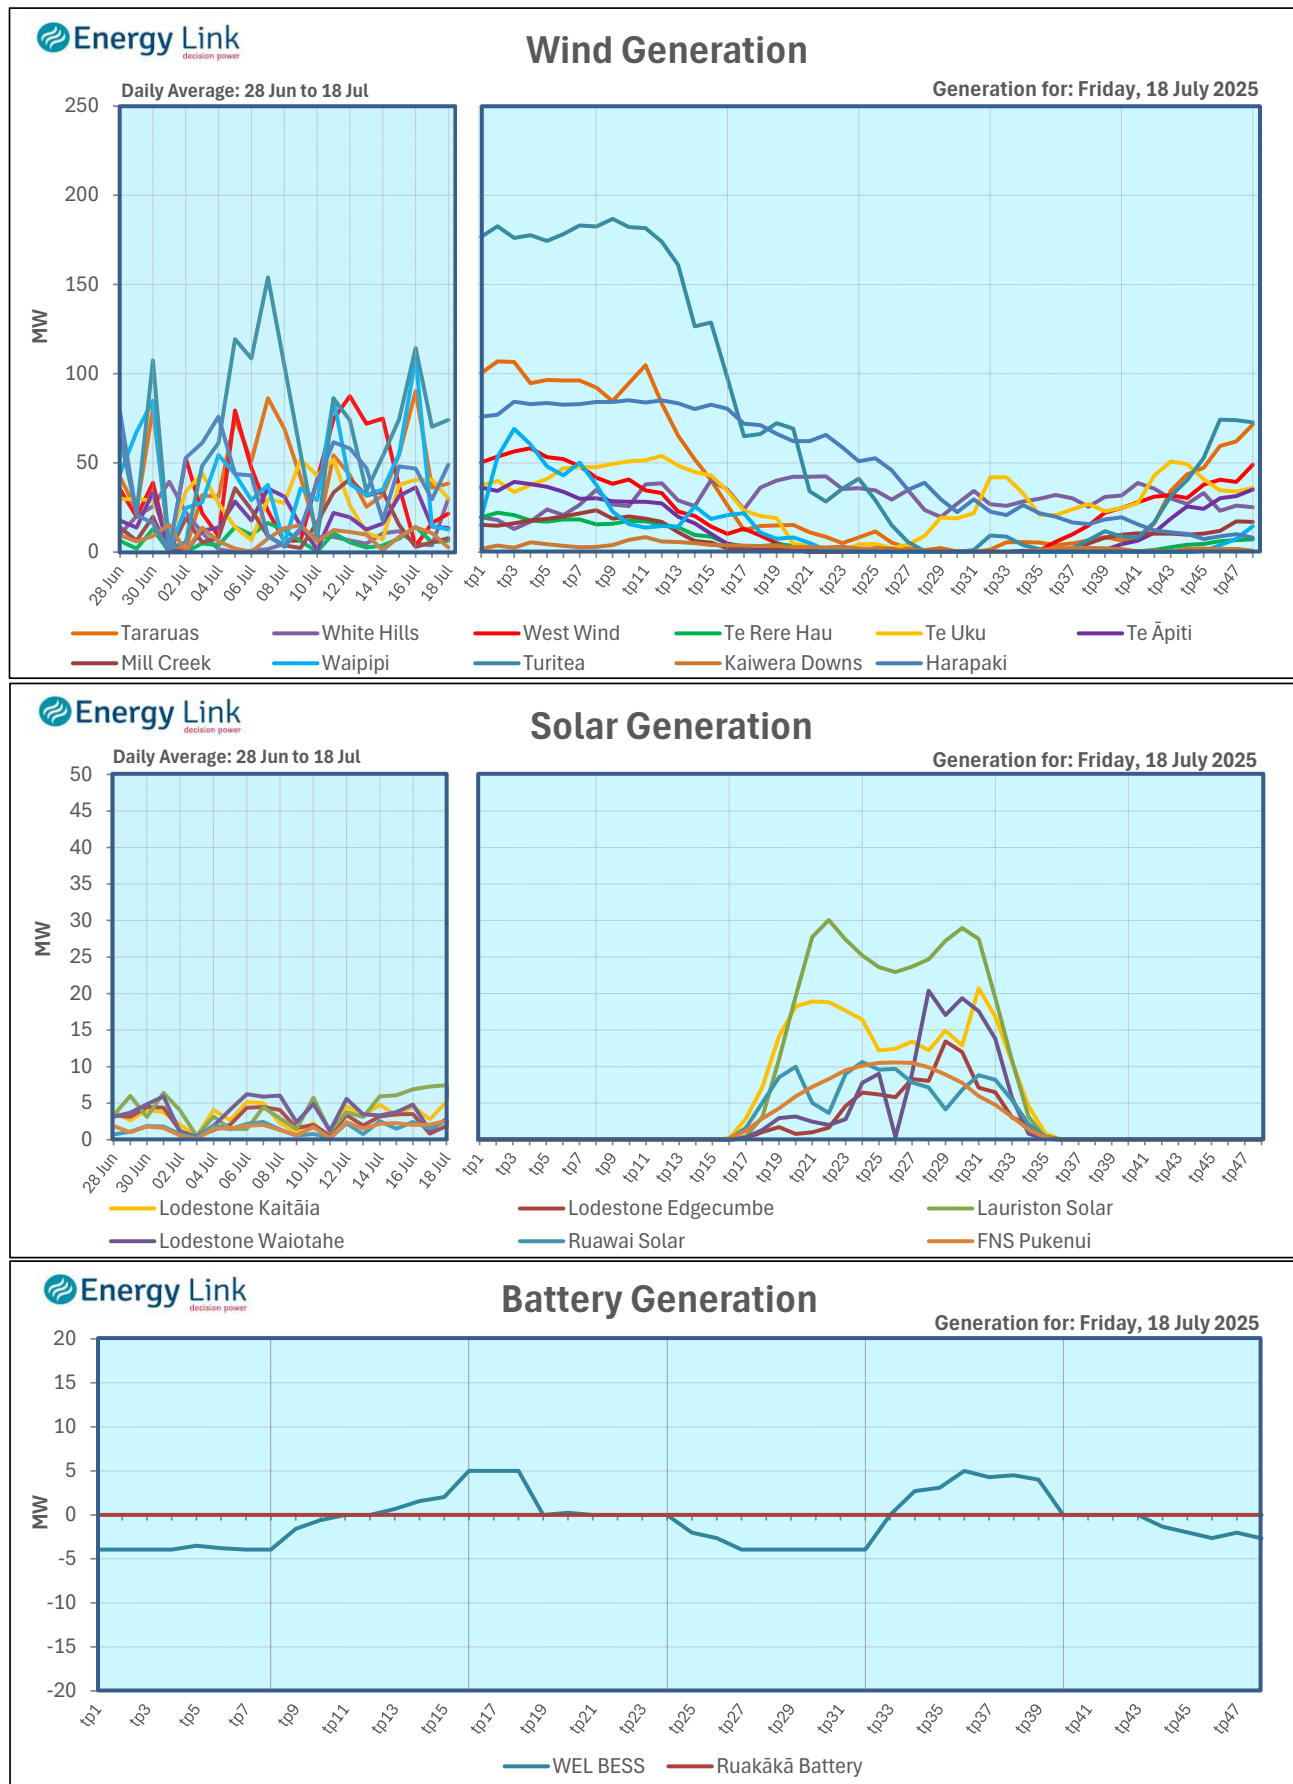 Energy Link
decision power
Wind Generation
Daily Average: 28 Jun to 18 Jul
Generation for: Friday, 18 July 2025
MW
250
200
150
100
50
0
28 Jun 30 Jun 02 Jul 04 Jul 06 Jul 08 Jul 10 Jul 12 Jul 14 Jul 16 Jul 18 Jul
tp1 tp3 tp5 tp7 tp9 tp11 tp13 tp15 tp17 tp19 tp21 tp23 tp25 tp27 tp29 tp31 tp33 tp35 tp37 tp39 tp41 tp43 tp45 tp47
Tararuas White Hills West Wind Te Rere Hau Te Uku Te Āpiti
Mill Creek Waipipi Turitea Kaiwera Downs Harapaki
Energy Link
decision power
Solar Generation
Daily Average: 28 Jun to 18 Jul
Generation for: Friday, 18 July 2025
MW
50
45
40
35
30
25
20
15
10
5
0
28 Jun 30 Jun 02 Jul 04 Jul 06 Jul 08 Jul 10 Jul 12 Jul 14 Jul 16 Jul 18 Jul
tp1 tp3 tp5 tp7 tp9 tp11 tp13 tp15 tp17 tp19 tp21 tp23 tp25 tp27 tp29 tp31 tp33 tp35 tp37 tp39 tp41 tp43 tp45 tp47
Lodestone Kaitāia Lodestone Edgecumbe Lauriston Solar
Lodestone Waiotahe Ruawai Solar FNS Pukenui
Energy Link
decision power
Battery Generation
Generation for: Friday, 18 July 2025
MW
20
15
10
5
0
-5
-10
-15
-20
tp1 tp3 tp5 tp7 tp9 tp11 tp13 tp15 tp17 tp19 tp21 tp23 tp25 tp27 tp29 tp31 tp33 tp35 tp37 tp39 tp41 tp43 tp45 tp47
WEL BESS Ruakākā Battery